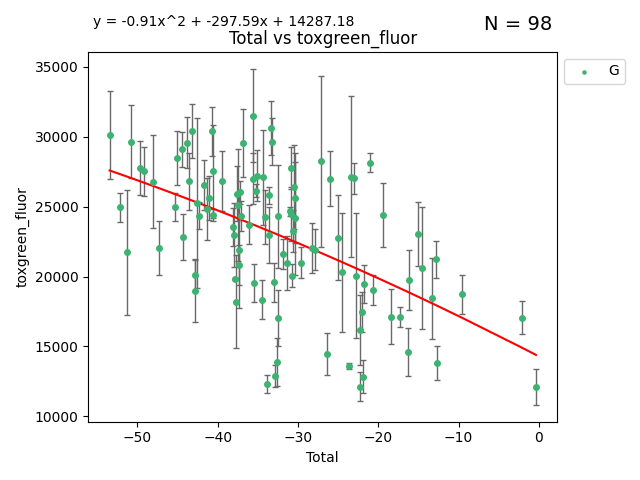 y = -0.91x^2 + -297.59x + 14287.18
N = 98
Total vs toxgreen_fluor
G
35000
30000
25000
20000
15000
10000
toxgreen_fluor
−50 −40 −30 −20 −10 0
Total